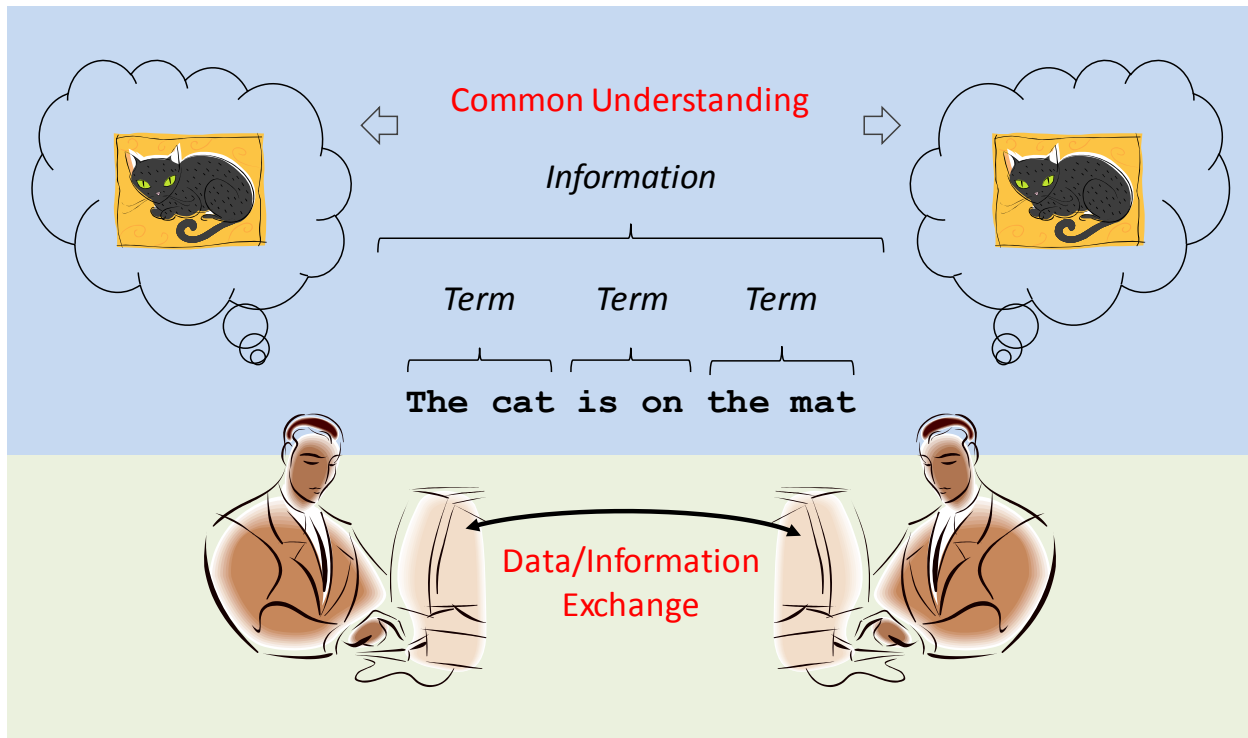 Common Understanding
Information
Term Term Term
The cat is on the mat
Data/Information
Exchange